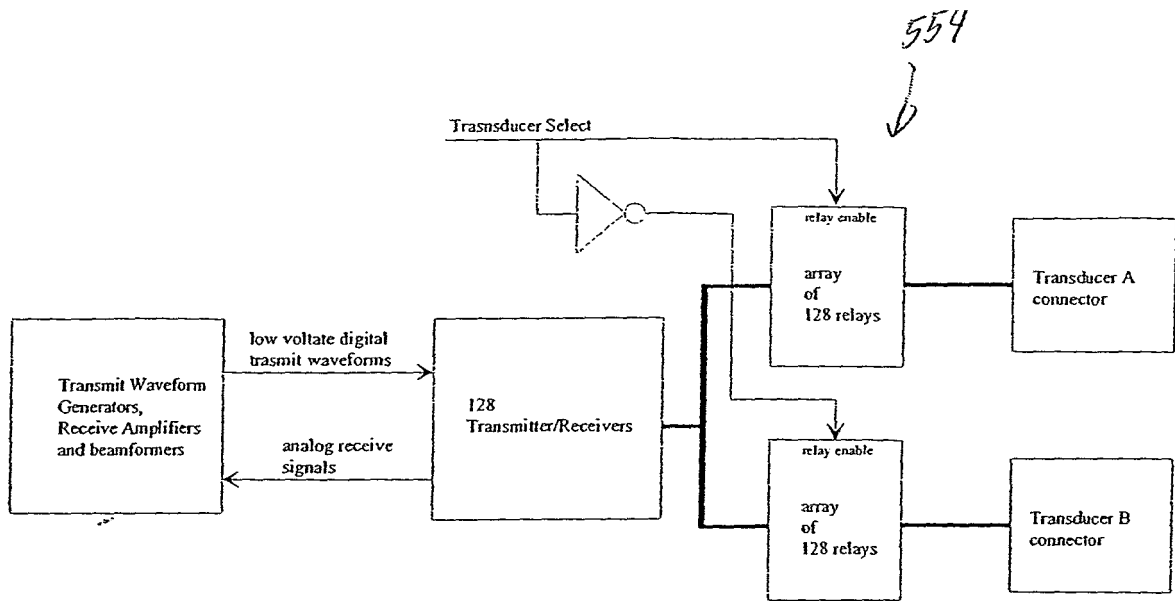 554
Trasnsducer Select
relay enable
array
of
128 relays
Transducer A
connector
low voltate digital
trasmit waveforms
Transmit Waveform
Generators,
Receive Amplifiers
and beamformers
128
Transmitter/Receivers
analog receive
signals
relay enable
array
of
128 relays
Transducer B
connector